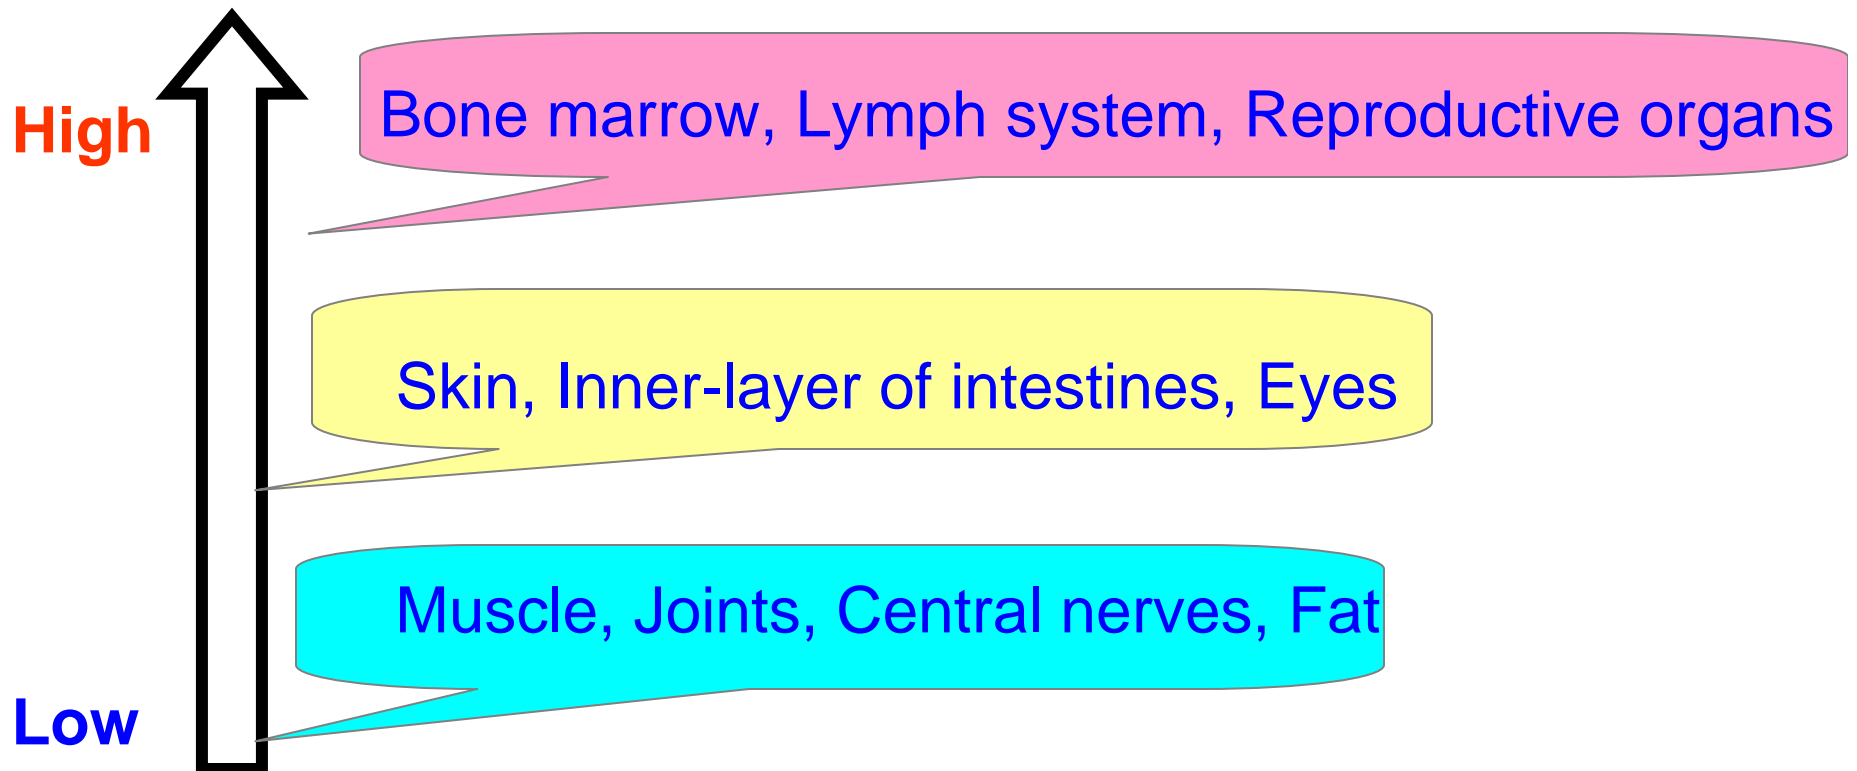 High
Bone marrow, Lymph system, Reproductive organs
Skin, Inner-layer of intestines, Eyes
Muscle, Joints, Central nerves, Fat
Low